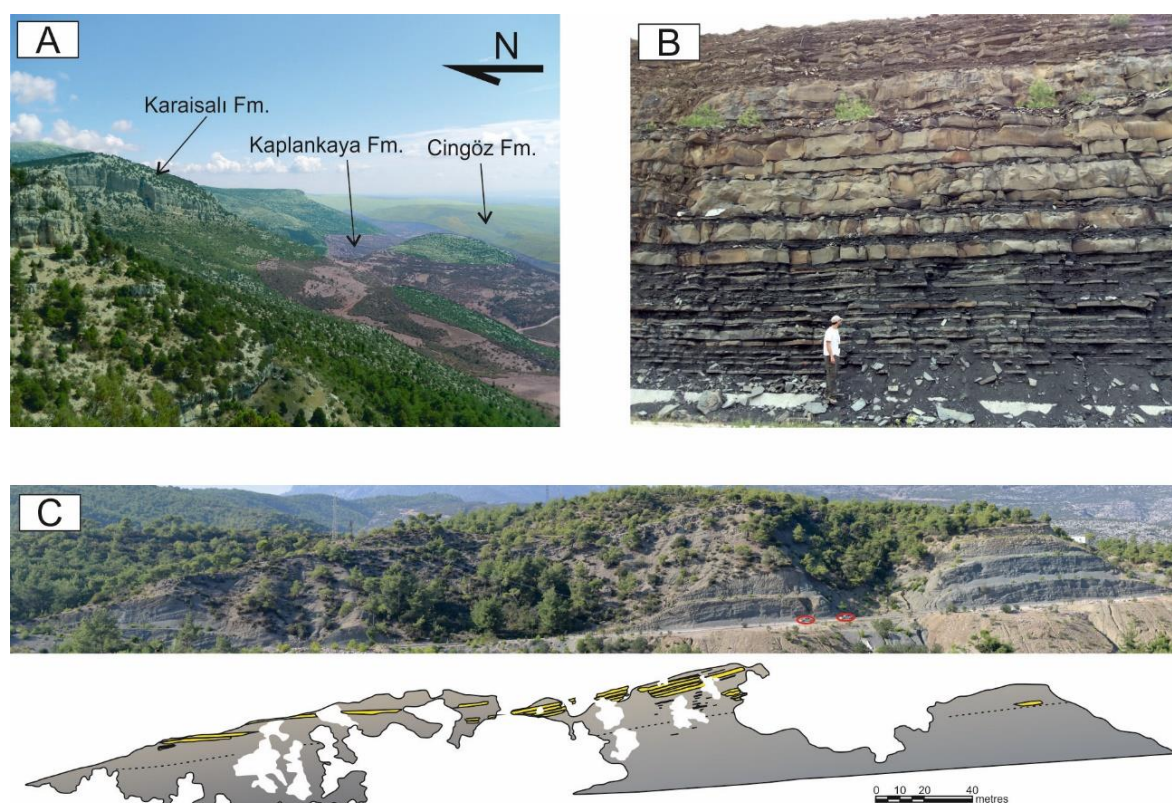 A
N
Karaisalı Fm.
Kaplankaya Fm.
Cingöz Fm.
B
C
0 10 20 40
metres